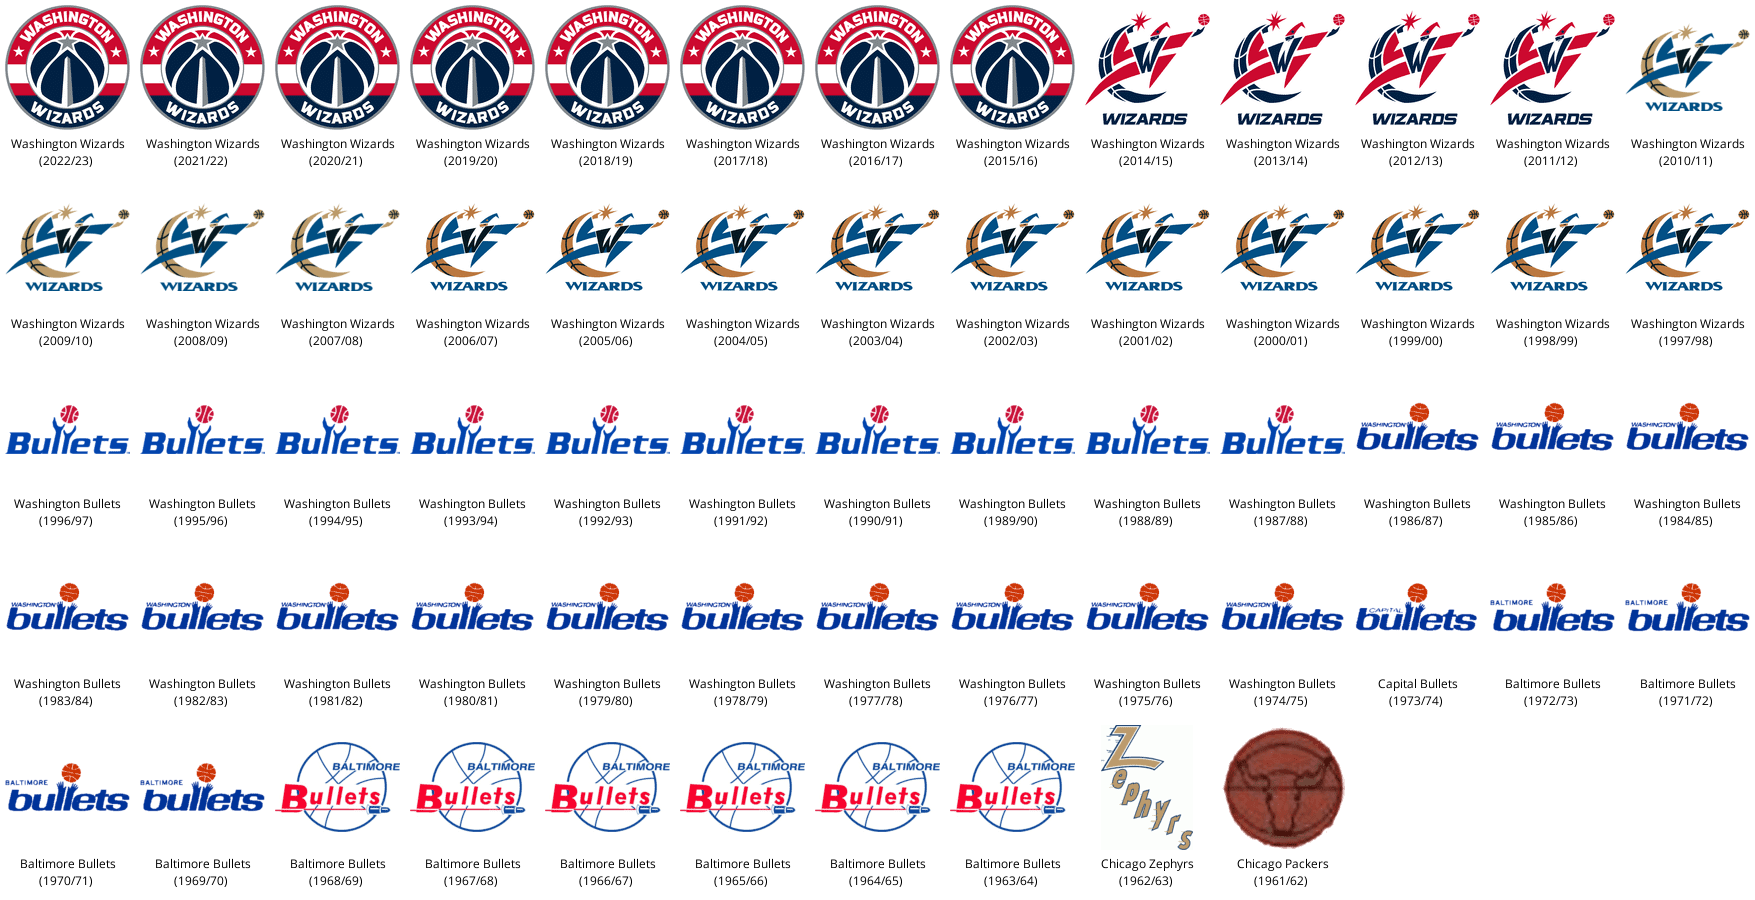 WASHINGTON WIZARDS WASHINGTON WIZARDS WASHINGTON WIZARDS WASHINGTON WIZARDS WASHINGTON WIZARDS WASHINGTON WIZARDS WASHINGTON WIZARDS WASHINGTON WIZARDS W WIZARDS W WIZARDS W WIZARDS W WIZARDS W WIZARDS
Washington Wizards Washington Wizards Washington Wizards Washington Wizards Washington Wizards Washington Wizards Washington Wizards Washington Wizards Washington Wizards Washington Wizards Washington Wizards Washington Wizards Washington Wizards
(2022/23) (2021/22) (2020/21) (2019/20) (2018/19) (2017/18) (2016/17) (2015/16) (2014/15) (2013/14) (2012/13) (2011/12) (2010/11)
W W W W W W W W W W W W W
WIZARDS WIZARDS WIZARDS WIZARDS WIZARDS WIZARDS WIZARDS WIZARDS WIZARDS WIZARDS WIZARDS WIZARDS WIZARDS
Washington Wizards Washington Wizards Washington Wizards Washington Wizards Washington Wizards Washington Wizards Washington Wizards Washington Wizards Washington Wizards Washington Wizards Washington Wizards Washington Wizards Washington Wizards
(2009/10) (2008/09) (2007/08) (2006/07) (2005/06) (2004/05) (2003/04) (2002/03) (2001/02) (2000/01) (1999/00) (1998/99) (1997/98)
Bullets Bullets Bullets Bullets Bullets Bullets Bullets Bullets Bullets Bullets WASHINGTON bullets WASHINGTON bullets WASHINGTON bullets
Washington Bullets Washington Bullets Washington Bullets Washington Bullets Washington Bullets Washington Bullets Washington Bullets Washington Bullets Washington Bullets Washington Bullets Washington Bullets Washington Bullets Washington Bullets
(1996/97) (1995/96) (1994/95) (1993/94) (1992/93) (1991/92) (1990/91) (1989/90) (1988/89) (1987/88) (1986/87) (1985/86) (1984/85)
WASHINGTON WASHINGTON WASHINGTON WASHINGTON WASHINGTON WASHINGTON WASHINGTON WASHINGTON WASHINGTON WASHINGTON CAPITAL BALTIMORE BALTIMORE
bullets bullets bullets bullets bullets bullets bullets bullets bullets bullets bullets bullets bullets
Washington Bullets Washington Bullets Washington Bullets Washington Bullets Washington Bullets Washington Bullets Washington Bullets Washington Bullets Washington Bullets Washington Bullets Capital Bullets Baltimore Bullets Baltimore Bullets
(1983/84) (1982/83) (1981/82) (1980/81) (1979/80) (1978/79) (1977/78) (1976/77) (1975/76) (1974/75) (1973/74) (1972/73) (1971/72)
BALTIMORE bullets BALTIMORE bullets BALTIMORE Bullets BALTIMORE Bullets BALTIMORE Bullets BALTIMORE Bullets BALTIMORE Bullets BALTIMORE Bullets Zephyrs
Baltimore Bullets Baltimore Bullets Baltimore Bullets Baltimore Bullets Baltimore Bullets Baltimore Bullets Baltimore Bullets Baltimore Bullets Chicago Zephyrs Chicago Packers
(1970/71) (1969/70) (1968/69) (1967/68) (1966/67) (1965/66) (1964/65) (1963/64) (1962/63) (1961/62)